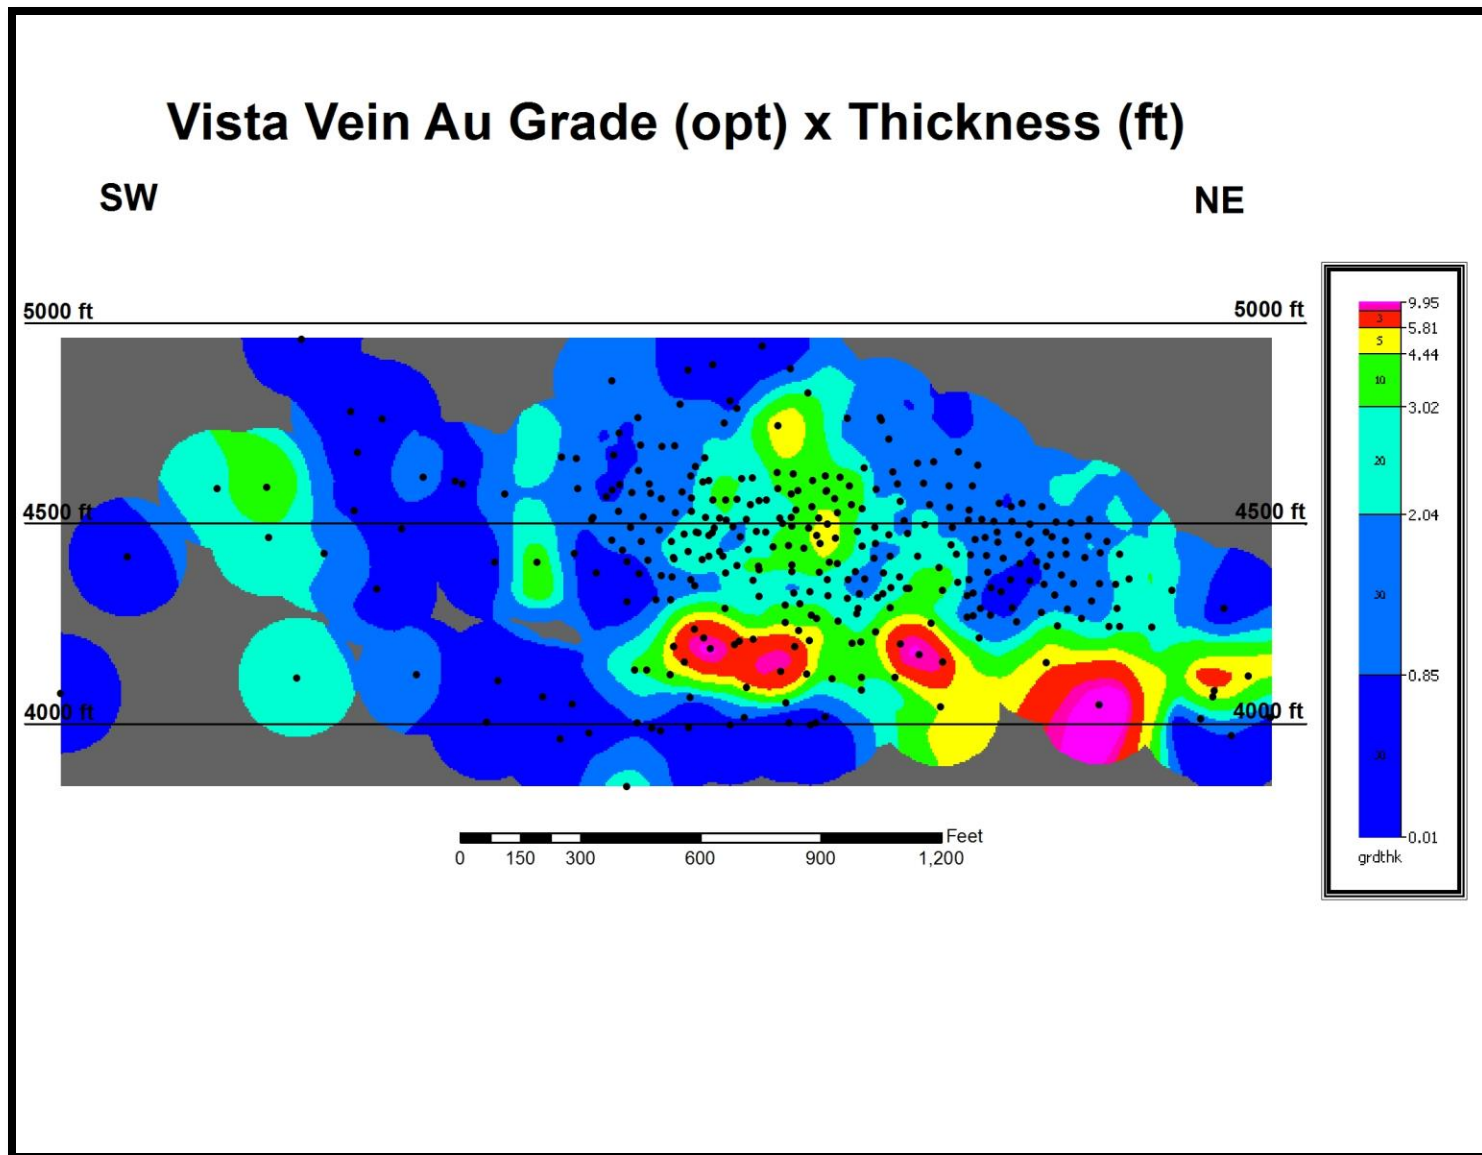 Vista Vein Au Grade (opt) x Thickness (ft)
SW
NE
5000 ft
5000 ft
9.95
3
5.81
5
4.44
10
3.02
20
4500 ft
4500 ft
2.04
30
0.85
4000 ft
4000 ft
0.01
grdthk
Feet
0 150 300 600 900 1,200